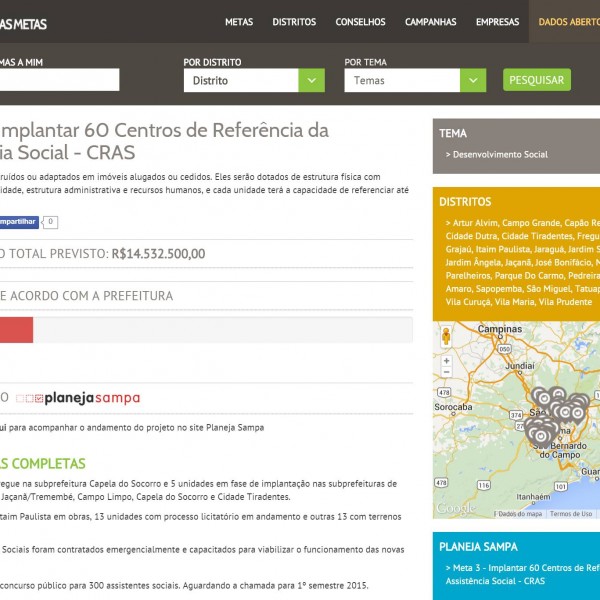 AS METAS
METAS
DISTRITOS
CONSELHOS
CAMPANHAS
EMPRESAS
DADOS ABERTO
MAS A MIM
POR DISTRITO
Distrito
POR TEMA
Temas
PESQUISAR
Implantar 60 Centros de Referência da
ia Social - CRAS
ruídos ou adaptados em imóveis alugados ou cedidos. Eles serão dotados de estrutura física com
idade, estrutura administrativa e recursos humanos, e cada unidade terá a capacidade de referenciar até
ompartilhar
0
O TOTAL PREVISTO: R$14.532.500,00
E ACORDO COM A PREFEITURA
O planejasampa
ui para acompanhar o andamento do projeto no site Planeja Sampa
AS COMPLETAS
regue na subprefeitura Capela do Socorro e 5 unidades em fase de implantação nas subprefeituras de
Jaçanã/Tremembé, Campo Limpo, Capela do Socorro e Cidade Tiradentes.
taim Paulista em obras, 13 unidades com processo licitatório em andamento e outras 13 com terrenos
Sociais foram contratados emergencialmente e capacitados para viabilizar o funcionamento das novas
concurso público para 300 assistentes sociais. Aguardando a chamada para 1º semestre 2015.
TEMA
> Desenvolvimento Social
DISTRITOS
> Artur Alvim, Campo Grande, Capão Re
Cidade Dutra, Cidade Tiradentes, Fregu
Grajaú, Itaim Paulista, Jaraguá, Jardim S
Jardim Ângela, Jaçanã, José Bonifácio, M
Parelheiros, Parque Do Carmo, Pedreira
Amaro, Sapopemba, São Miguel, Tatuap
Vila Curuçá, Vila Maria, Vila Prudente
Campinas
050
Jundiaí
374
Sorocaba
116
São
São Bernardo
do Campo
Itanhaém
Google
Dados do mapa
Termos de Uso
PLANEJA SAMPA
> Meta 3 - Implantar 60 Centros de Refe
Assistência Social - CRAS